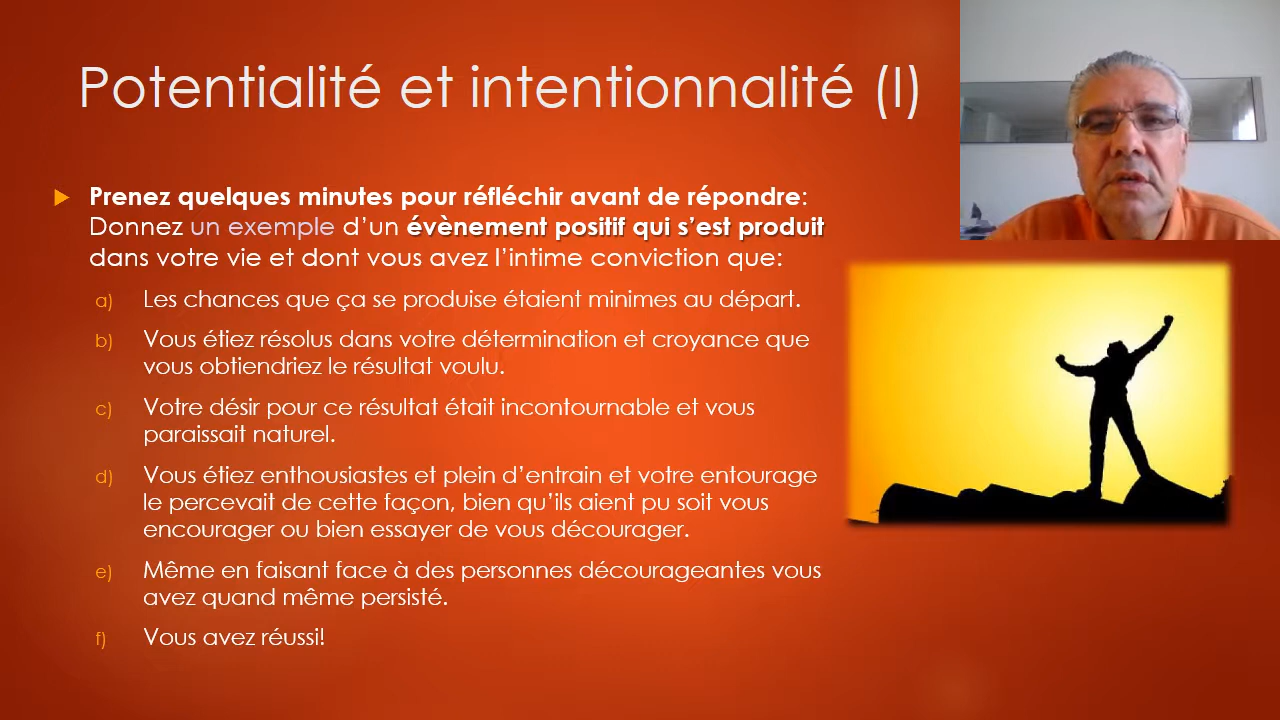 Potentialité et intentionnalité (I)
Prenez quelques minutes pour réfléchir avant de répondre:
Donnez un exemple d'un évènement positif qui s'est produit
dans votre vie et dont vous avez l'intime conviction que:
a) Les chances que ça se produise étaient minimes au départ.
b) Vous étiez résolus dans votre détermination et croyance que
vous obtiendriez le résultat voulu.
c) Votre désir pour ce résultat était incontournable et vous
paraissait naturel.
d) Vous étiez enthousiastes et plein d'entrain et votre entourage
le percevait de cette façon, bien qu'ils aient pu soit vous
encourager ou bien essayer de vous décourager.
e) Même en faisant face à des personnes décourageantes vous
avez quand même persisté.
f) Vous avez réussi!